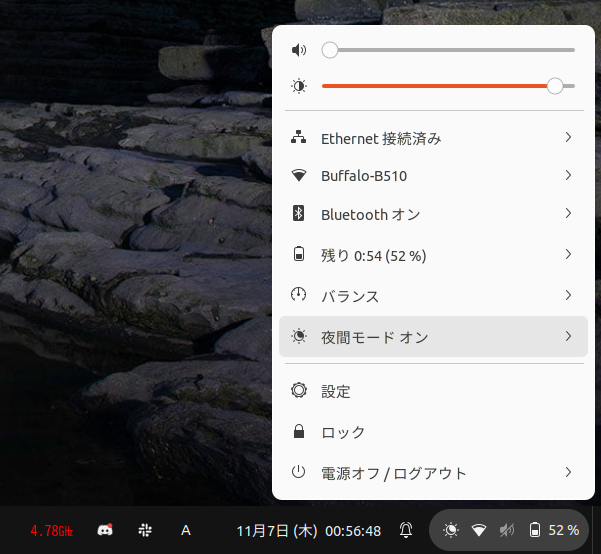 Ethernet 接続済み
Buffalo-B510
Bluetooth オン
残り 0:54 (52 %)
バランス
夜間モード オン
設定
ロック
電源オフ / ログアウト
4.78GHz A 11月7日 (木) 00:56:48 52 %